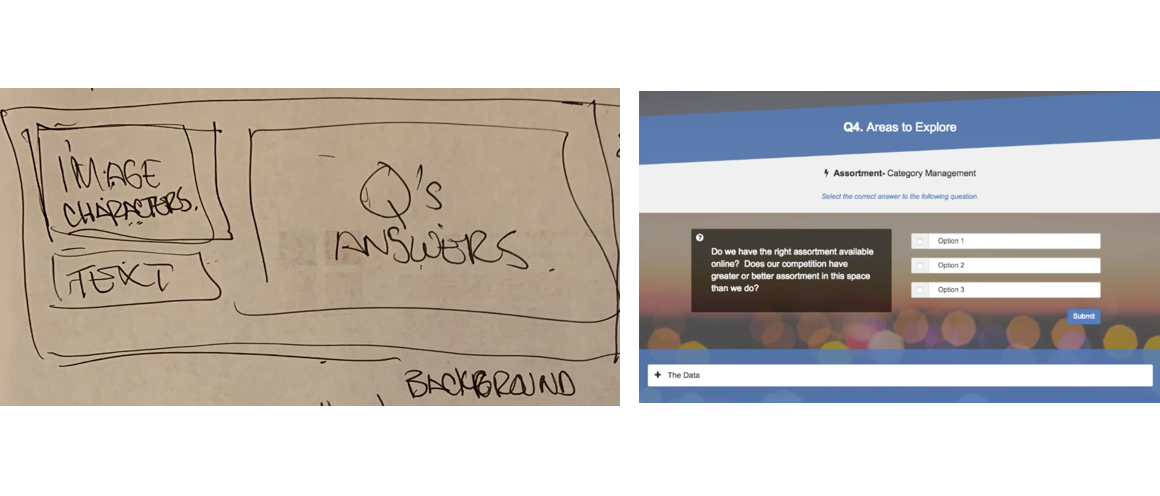 IMAGE
CHARACTERS.
TEXT
Q's
ANSWERS.
BACKGROUND
Q4. Areas to Explore
Assortment- Category Management
Select the correct answer to the following question.
Do we have the right assortment available
online? Does our competition have
greater or better assortment in this space
than we do?
Option 1
Option 2
Option 3
Submit
+ The Data